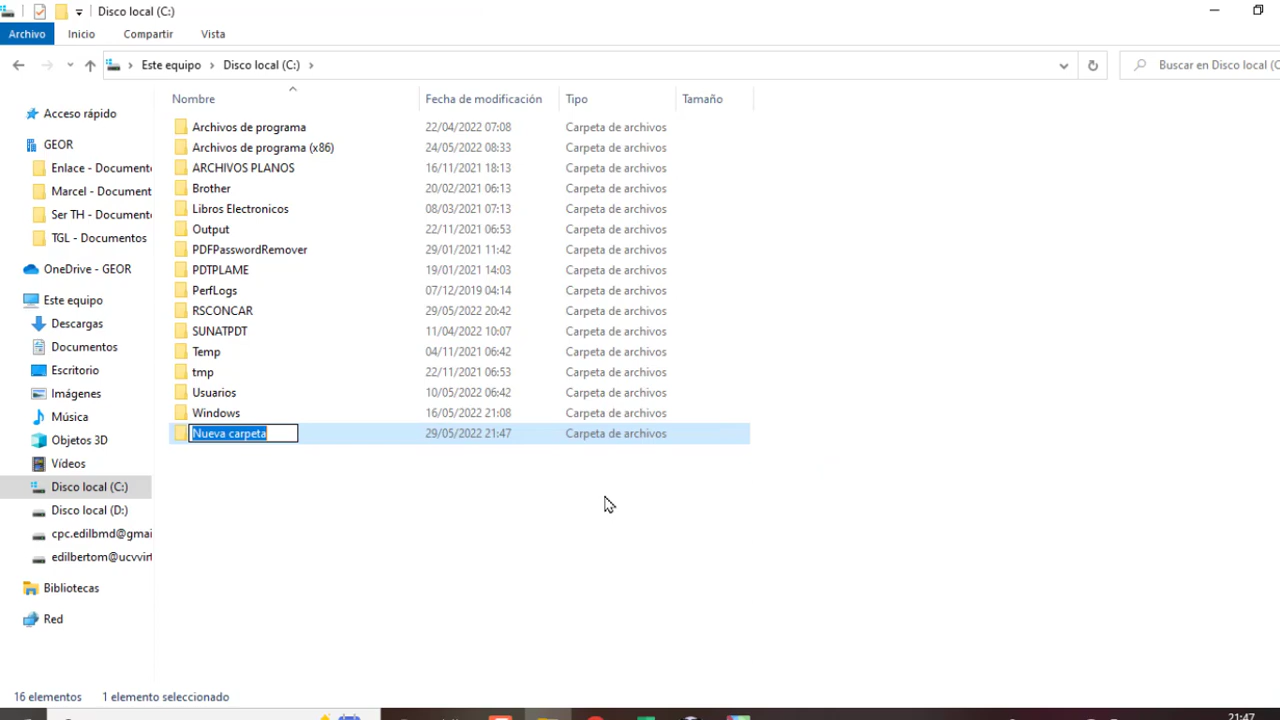 Disco local (C:)
Archivo Inicio Compartir Vista
Este equipo Disco local (C:)
Buscar en Disco local (C
Nombre Fecha de modificación Tipo Tamaño
Acceso rápido
GEOR
Enlace - Documento
Marcel - Document
Ser TH - Documento
TGL - Documentos
OneDrive - GEOR
Este equipo
Descargas
Documentos
Escritorio
Imágenes
Música
Objetos 3D
Vídeos
Disco local (C:)
Disco local (D:)
cpc.edilbmd@gmai
edilbertom@ucvvirt
Bibliotecas
Red
Archivos de programa 22/04/2022 07:08 Carpeta de archivos
Archivos de programa (x86) 24/05/2022 08:33 Carpeta de archivos
ARCHIVOS PLANOS 16/11/2021 18:13 Carpeta de archivos
Brother 20/02/2021 06:13 Carpeta de archivos
Libros Electronicos 08/03/2021 07:13 Carpeta de archivos
Output 22/11/2021 06:53 Carpeta de archivos
PDFPasswordRemover 29/01/2021 11:42 Carpeta de archivos
PDTPLAME 19/01/2021 14:03 Carpeta de archivos
PerfLogs 07/12/2019 04:14 Carpeta de archivos
RSCONCAR 29/05/2022 20:42 Carpeta de archivos
SUNATPDT 11/04/2022 10:07 Carpeta de archivos
Temp 04/11/2021 06:42 Carpeta de archivos
tmp 22/11/2021 06:53 Carpeta de archivos
Usuarios 10/05/2022 06:42 Carpeta de archivos
Windows 16/05/2022 21:08 Carpeta de archivos
Nueva carpeta 29/05/2022 21:47 Carpeta de archivos
16 elementos 1 elemento seleccionado
21:47